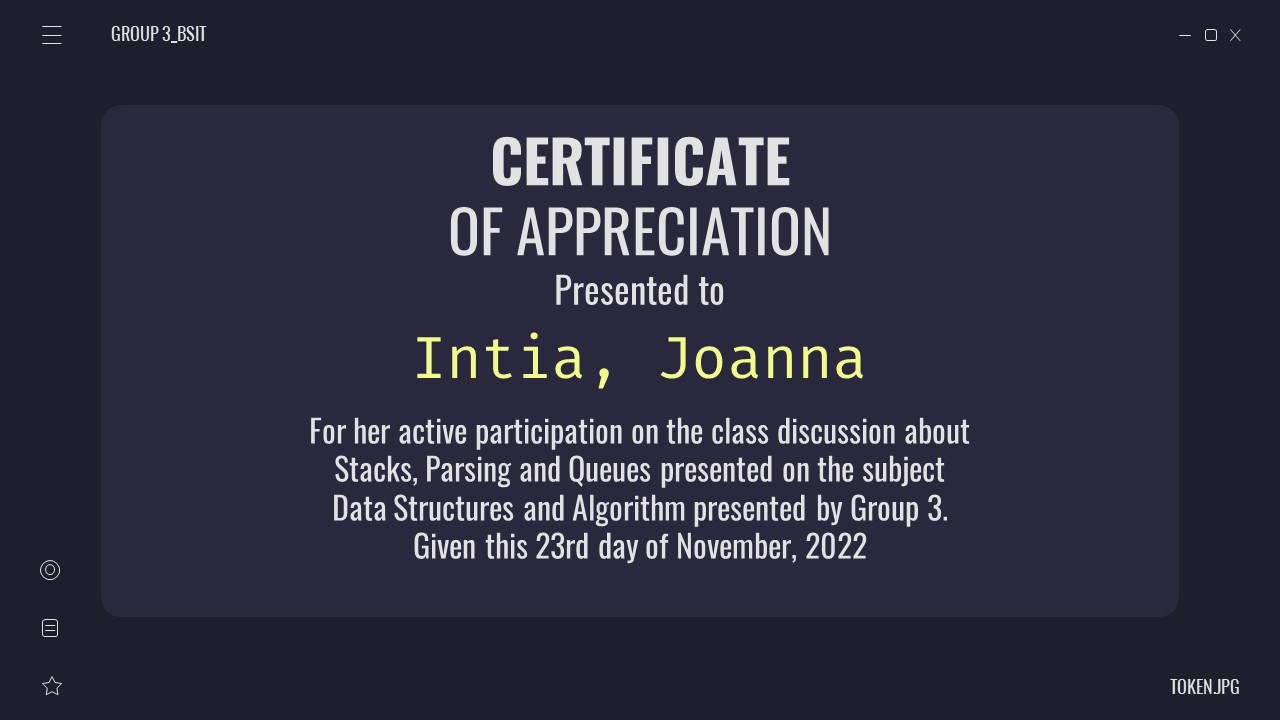 GROUP 3_BSIT
CERTIFICATE
OF APPRECIATION
Presented to
Intia, Joanna
For her active participation on the class discussion about
Stacks, Parsing and Queues presented on the subject
Data Structures and Algorithm presented by Group 3.
Given this 23rd day of November, 2022
TOKEN.JPG